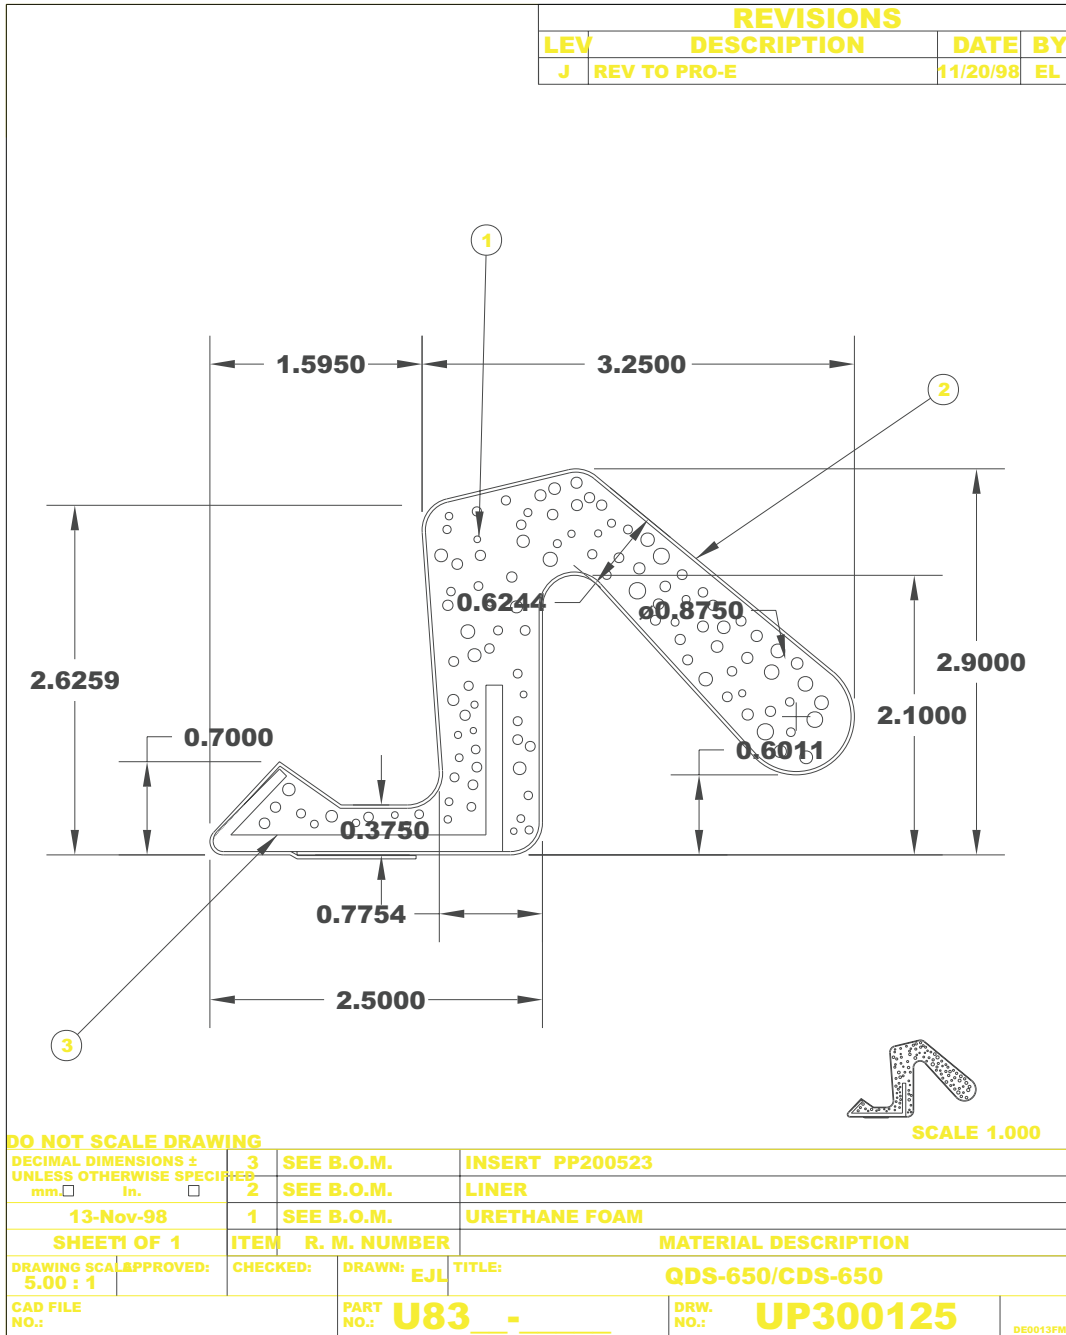 REVISIONS
LEV DESCRIPTION DATE BY
J REV TO PRO-E 11/20/98 EL
1
1.5950 3.2500
2
0.6244 ø0.8750
2.6259 2.9000
2.1000
0.7000 0.6011
0.3750
0.7754
2.5000
3
SCALE 1.000
DO NOT SCALE DRAWING
DECIMAL DIMENSIONS ±
UNLESS OTHERWISE SPECIFIED
mm. In.
13-Nov-98
SHEET 1 OF 1
3 SEE B.O.M. INSERT PP200523
2 SEE B.O.M. LINER
1 SEE B.O.M. URETHANE FOAM
ITEM R. M. NUMBER MATERIAL DESCRIPTION
DRAWING SCALE
5.00 : 1
APPROVED:
CHECKED:
DRAWN: EJL
TITLE:
QDS-650/CDS-650
CAD FILE
NO.:
PART
NO.: U83__-______
DRW.
NO.: UP300125
DE0013FM